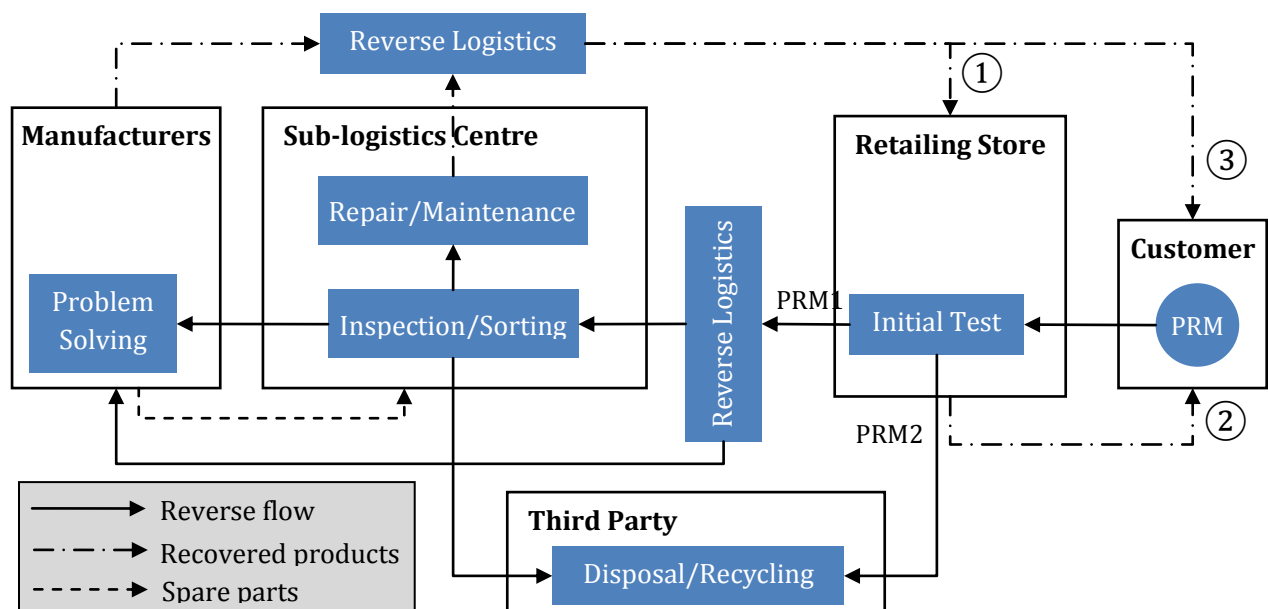 Reverse Logistics
①
Manufacturers
Sub-logistics Centre
Retailing Store
③
Repair/Maintenance
Reverse Logistics
Customer
Problem
Solving
Inspection/Sorting
PRM1
Initial Test
PRM
PRM2
②
Reverse flow
Recovered products
Spare parts
Third Party
Disposal/Recycling